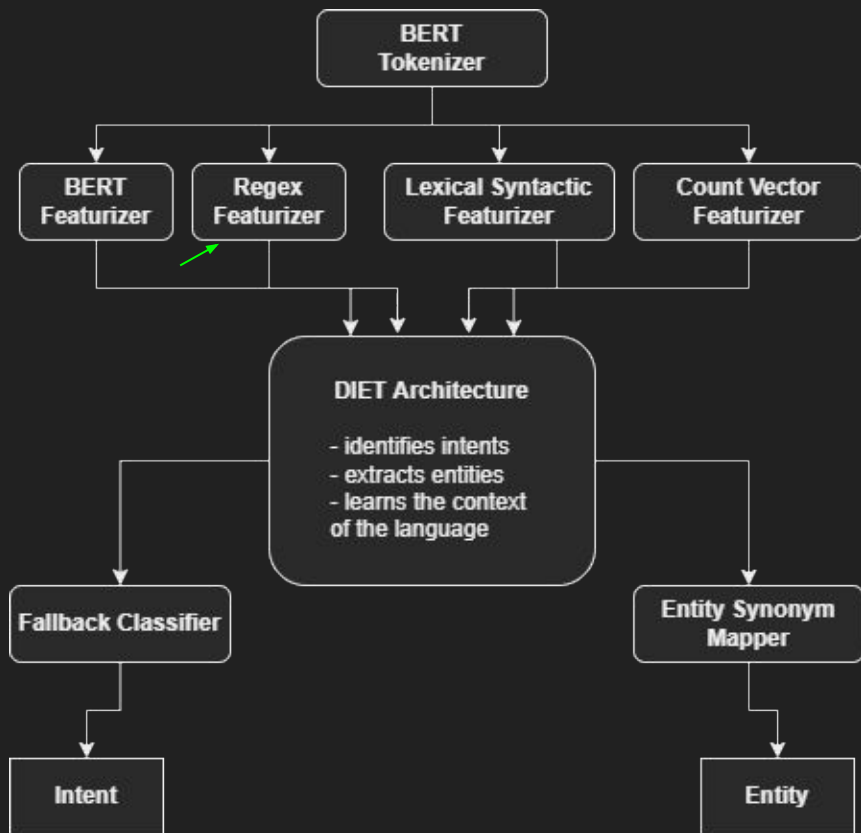 BERT
Tokenizer
BERT
Featurizer
Regex
Featurizer
Lexical Syntactic
Featurizer
Count Vector
Featurizer
DIET Architecture
- identifies intents
- extracts entities
- learns the context
of the language
Fallback Classifier
Entity Synonym
Mapper
Intent
Entity